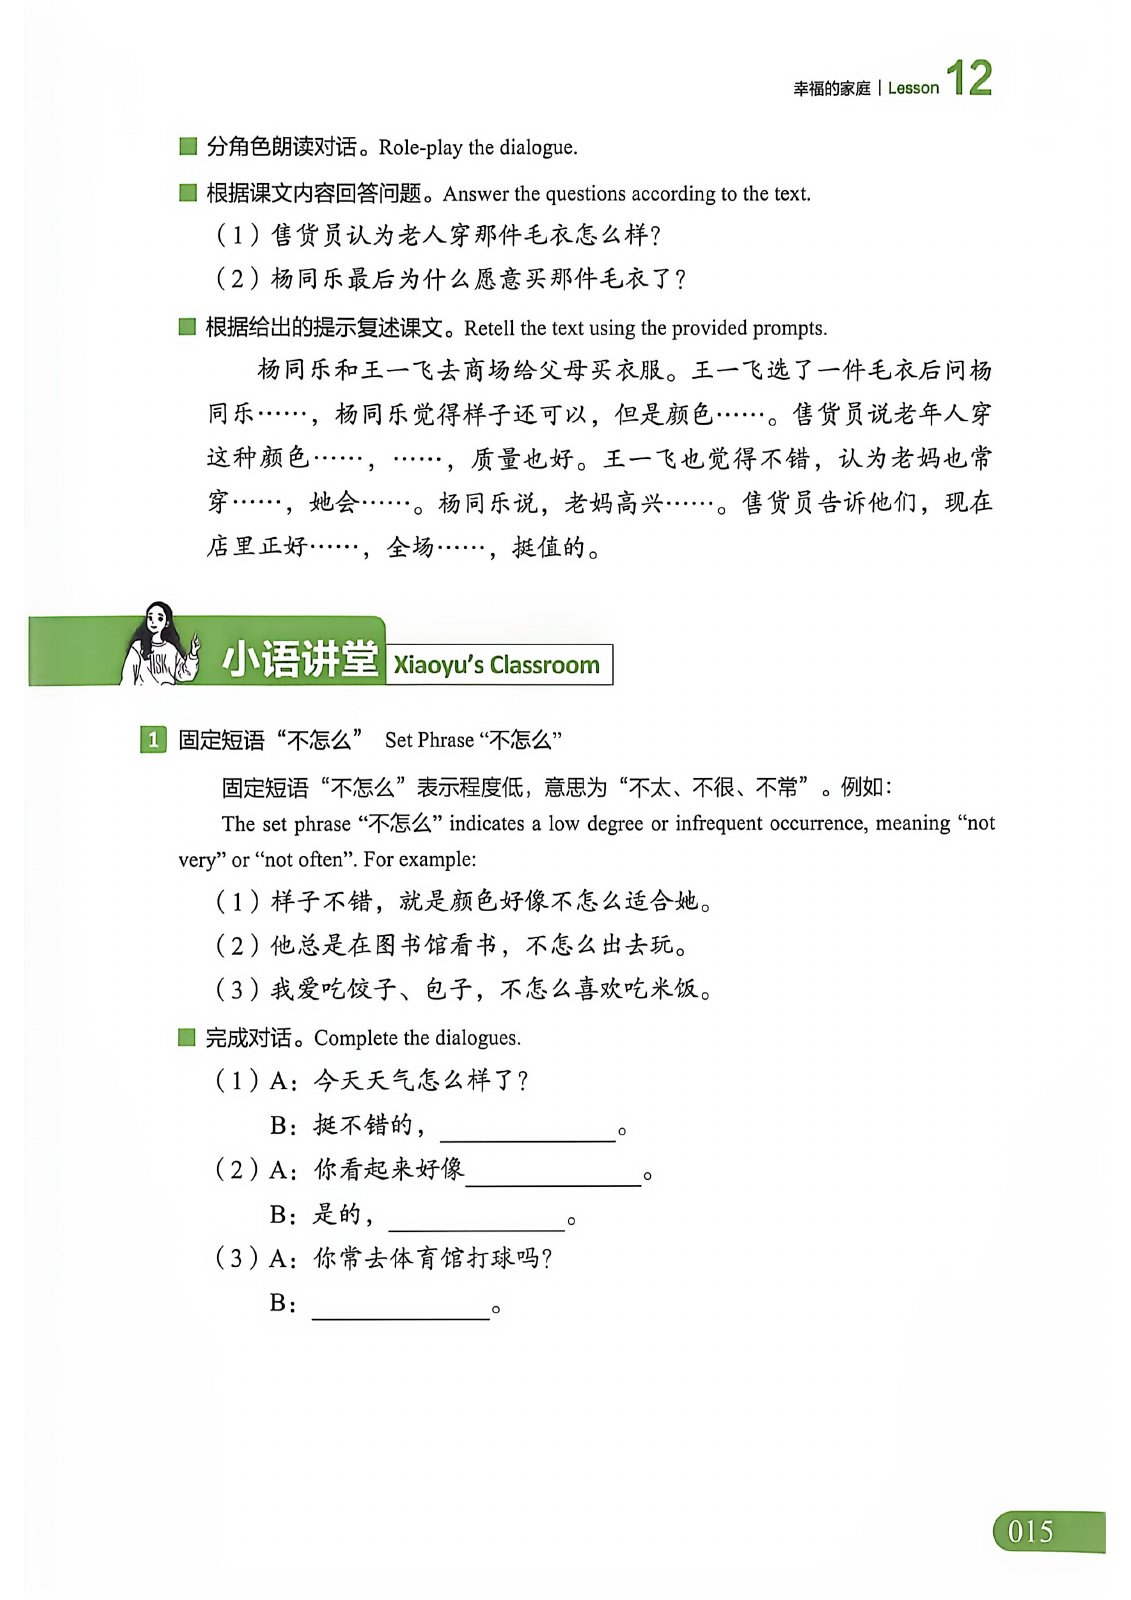 幸福的家庭 | Lesson 12
分角色朗读对话。Role-play the dialogue.
根据课文内容回答问题。Answer the questions according to the text.
（1）售货员认为老人穿那件毛衣怎么样？
（2）杨同乐最后为什么愿意买那件毛衣了？
根据给出的提示复述课文。Retell the text using the provided prompts.
杨同乐和王一飞去商场给父母买衣服。王一飞选了一件毛衣后问杨
同乐……，杨同乐觉得样子还可以，但是颜色……。售货员说老年人穿
这种颜色……，……，质量也好。王一飞也觉得不错，认为老妈也常
穿……，她会……。杨同乐说，老妈高兴……。售货员告诉他们，现在
店里正好……，全场……，挺值的。
小语讲堂 Xiaoyu's Classroom
1 固定短语“不怎么” Set Phrase “不怎么”
固定短语“不怎么”表示程度低，意思为“不太、不很、不常”。例如：
The set phrase “不怎么” indicates a low degree or infrequent occurrence, meaning “not
very” or “not often”. For example:
（1）样子不错，就是颜色好像不怎么适合她。
（2）他总是在图书馆看书，不怎么出去玩。
（3）我爱吃饺子、包子，不怎么喜欢吃米饭。
完成对话。Complete the dialogues.
（1）A：今天天气怎么样了？
B：挺不错的，____________。
（2）A：你看起来好像____________。
B：是的，____________。
（3）A：你常去体育馆打球吗？
B：____________。
015